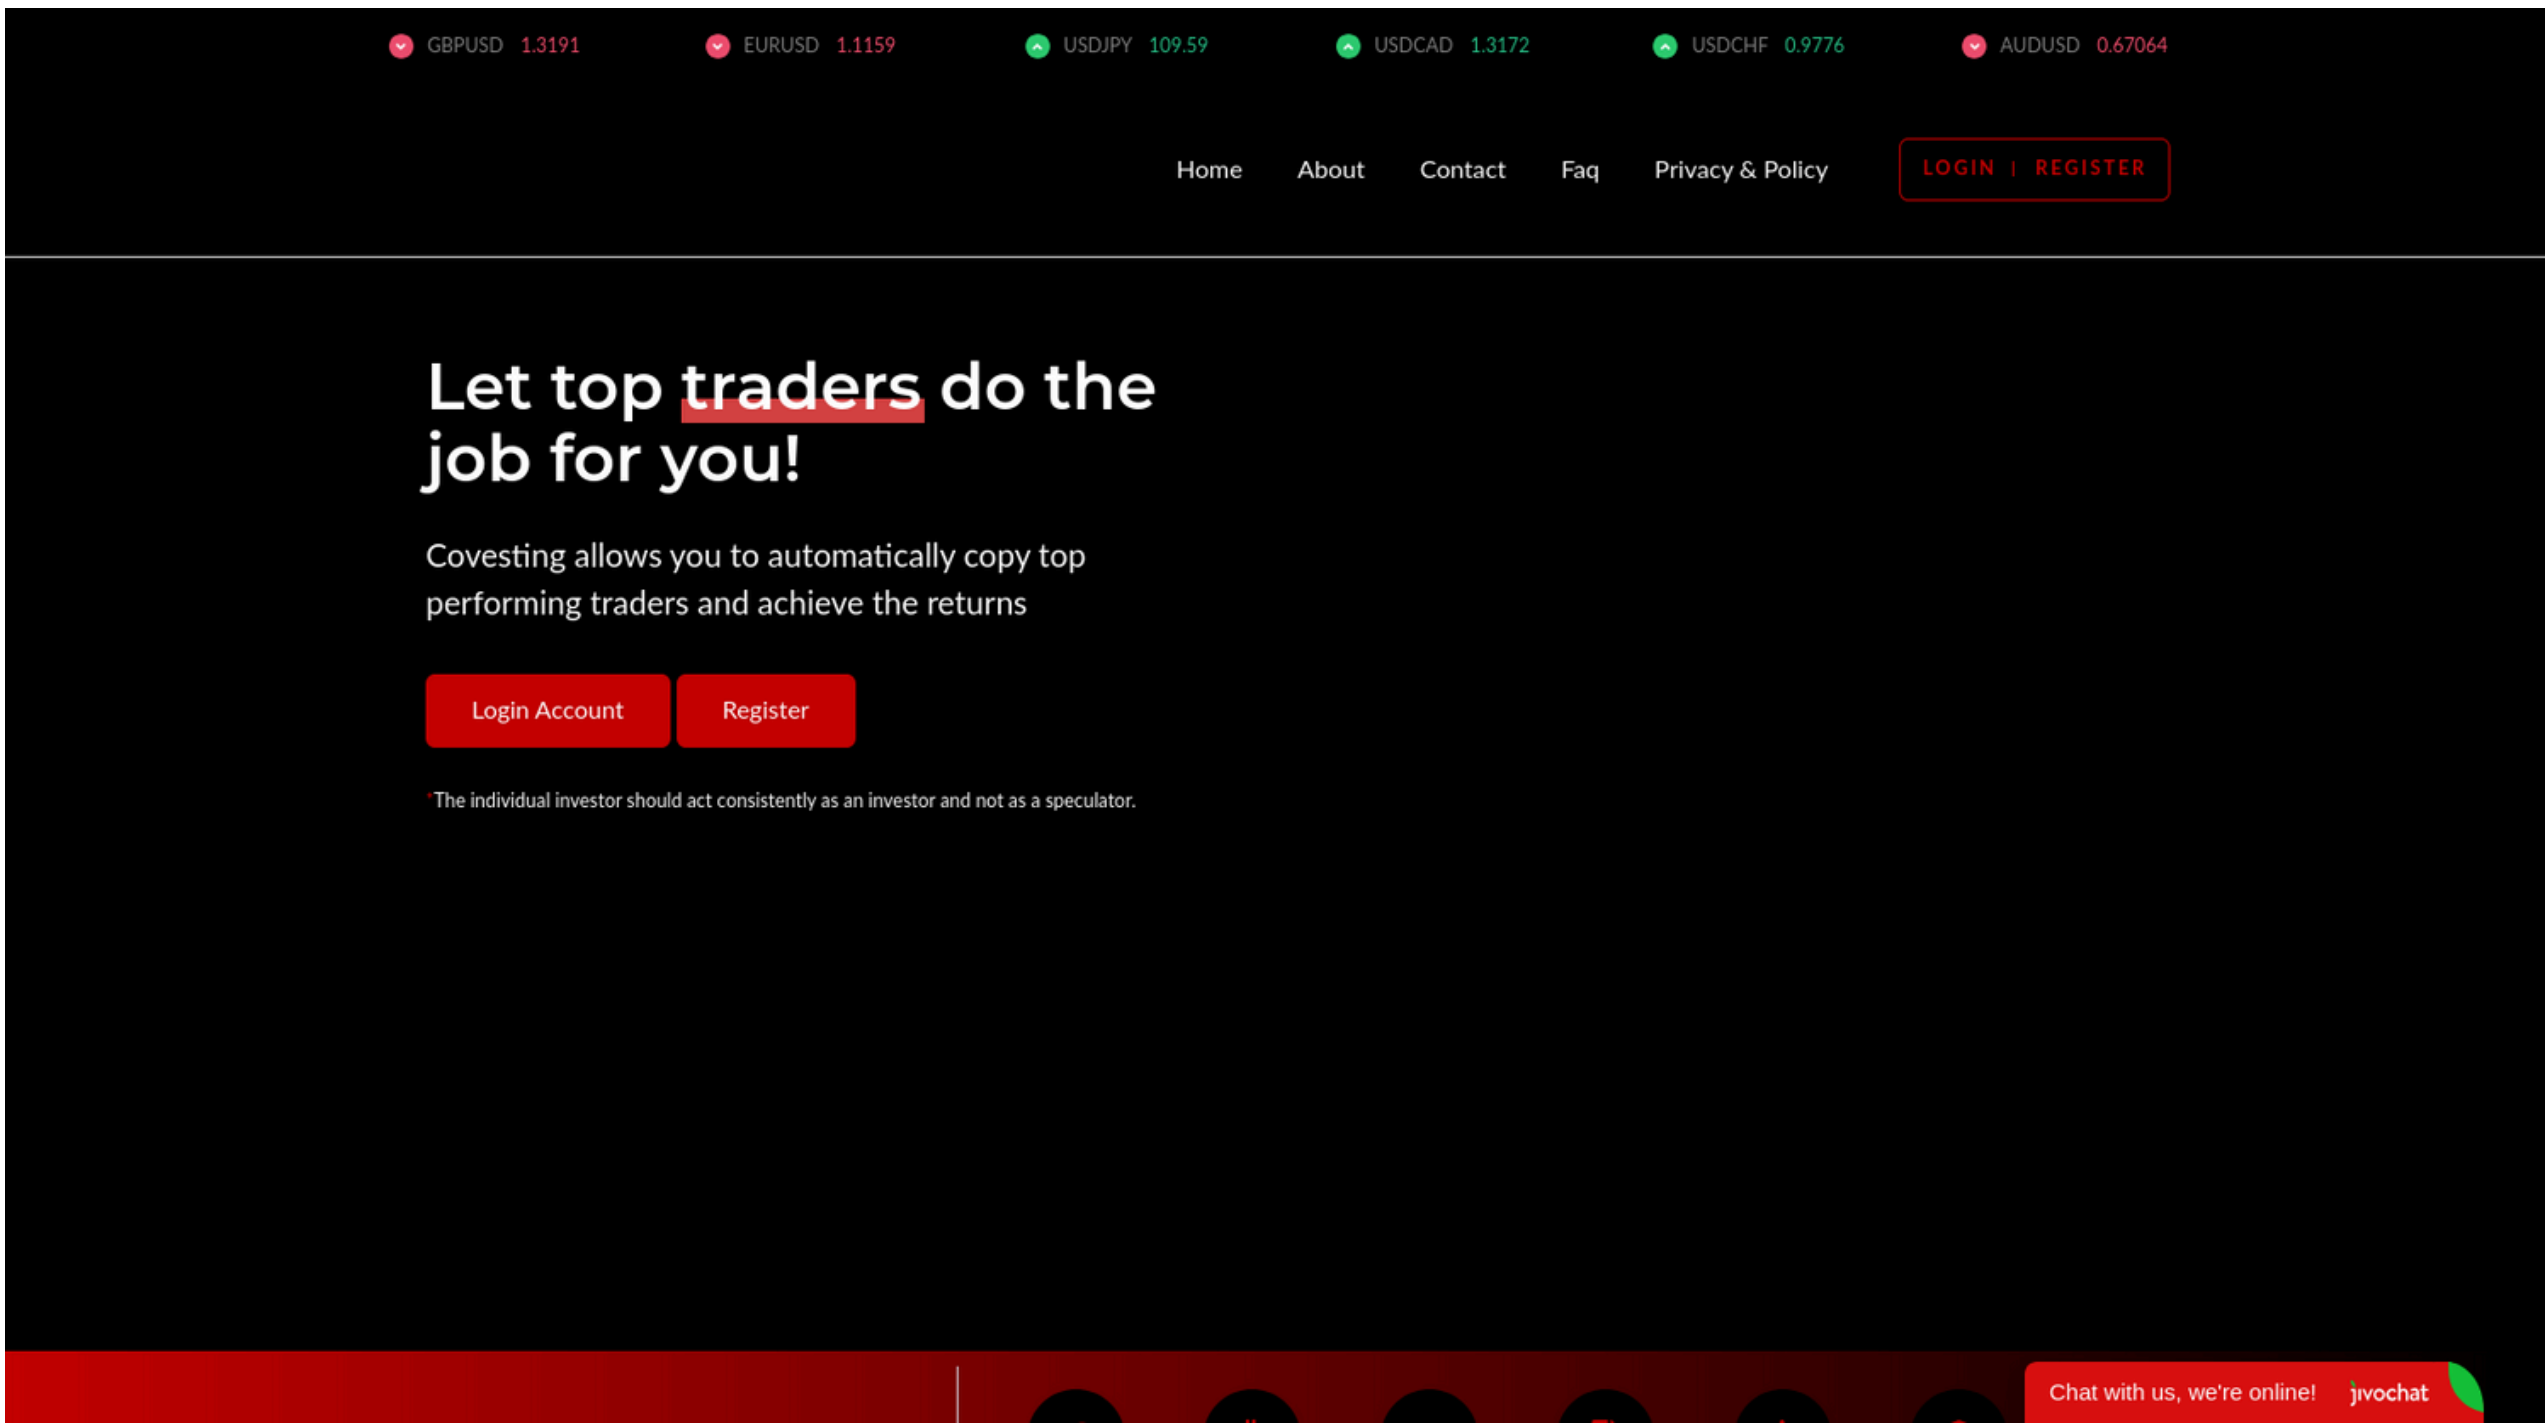 GBPUSD 1.3191 EURUSD 1.1159 USDJPY 109.59 USDCAD 1.3172 USDCHF 0.9776 AUDUSD 0.67064
Home About Contact Faq Privacy & Policy LOGIN | REGISTER
Let top traders do the
job for you!
Covesting allows you to automatically copy top
performing traders and achieve the returns
Login Account Register
*The individual investor should act consistently as an investor and not as a speculator.
Chat with us, we're online! jivochat